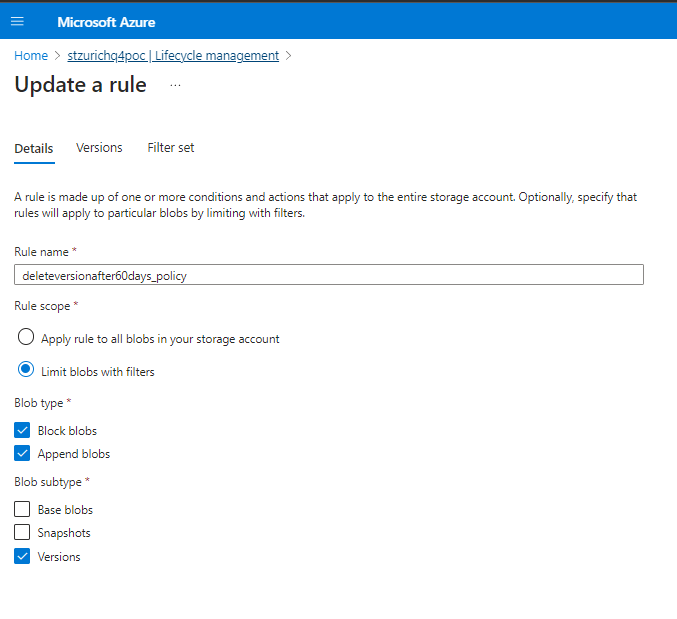 Microsoft Azure
Home > stzurichq4poc | Lifecycle management >
Update a rule ...
Details Versions Filter set
A rule is made up of one or more conditions and actions that apply to the entire storage account. Optionally, specify that
rules will apply to particular blobs by limiting with filters.
Rule name *
deleteversionafter60days_policy
Rule scope *
Apply rule to all blobs in your storage account
Limit blobs with filters
Blob type *
Block blobs
Append blobs
Blob subtype *
Base blobs
Snapshots
Versions